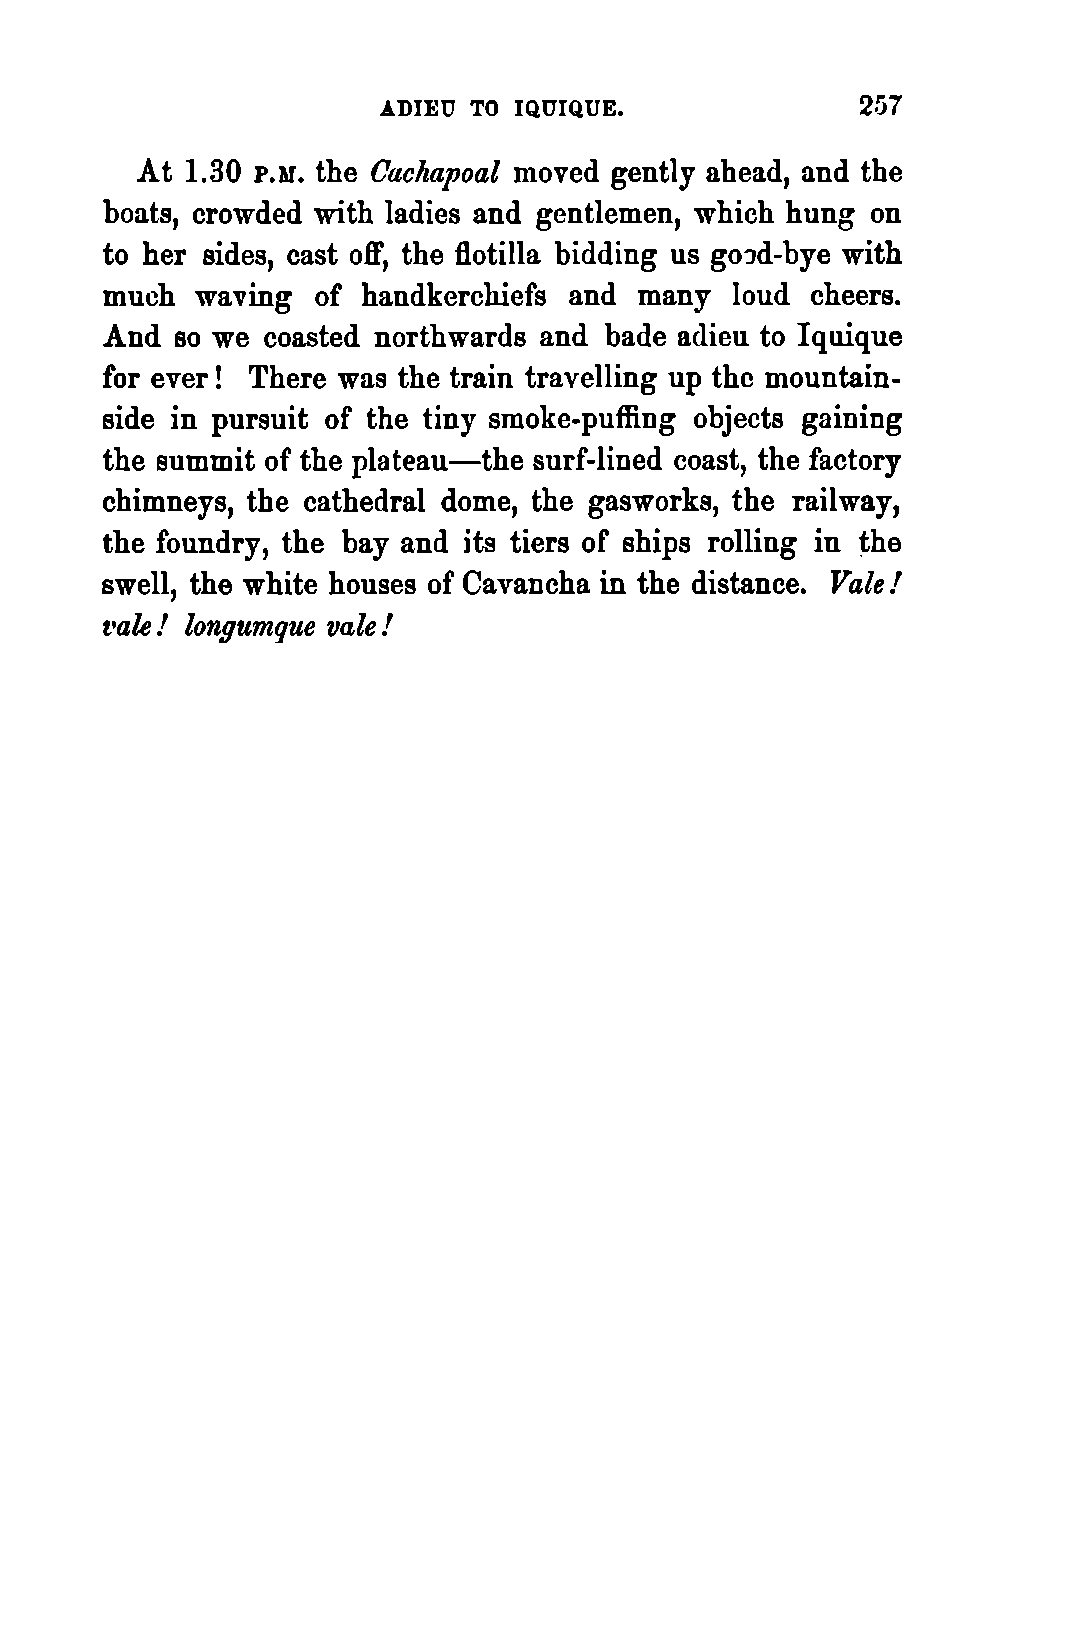 ADIEU TO IQUIQUE. 257
At 1.30 P.M. the Cachapoal moved gently ahead, and the
boats, crowded with ladies and gentlemen, which hung on
to her sides, cast off, the flotilla bidding us good-bye with
much waving of handkerchiefs and many loud cheers.
And so we coasted northwards and bade adieu to Iquique
for ever! There was the train travelling up the mountain-
side in pursuit of the tiny smoke-puffing objects gaining
the summit of the plateau—the surf-lined coast, the factory
chimneys, the cathedral dome, the gasworks, the railway,
the foundry, the bay and its tiers of ships rolling in the
swell, the white houses of Cavancha in the distance. Vale!
vale! longumque vale!